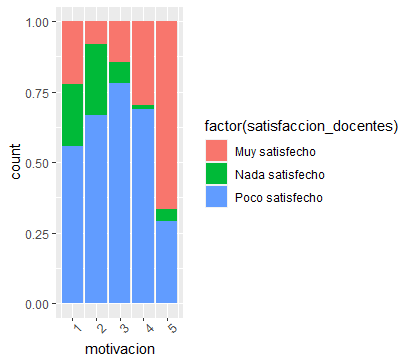 1.00
0.75
0.50
0.25
0.00
count
1
2
3
4
5
motivacion
factor(satisfaccion_docentes)
Muy satisfecho
Nada satisfecho
Poco satisfecho